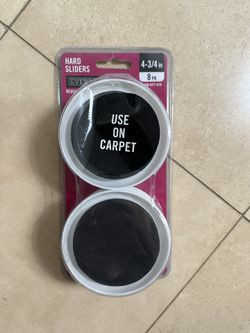 HARD
SLIDERS
4-3/4 in
8 PK
USE
ON
CARPET